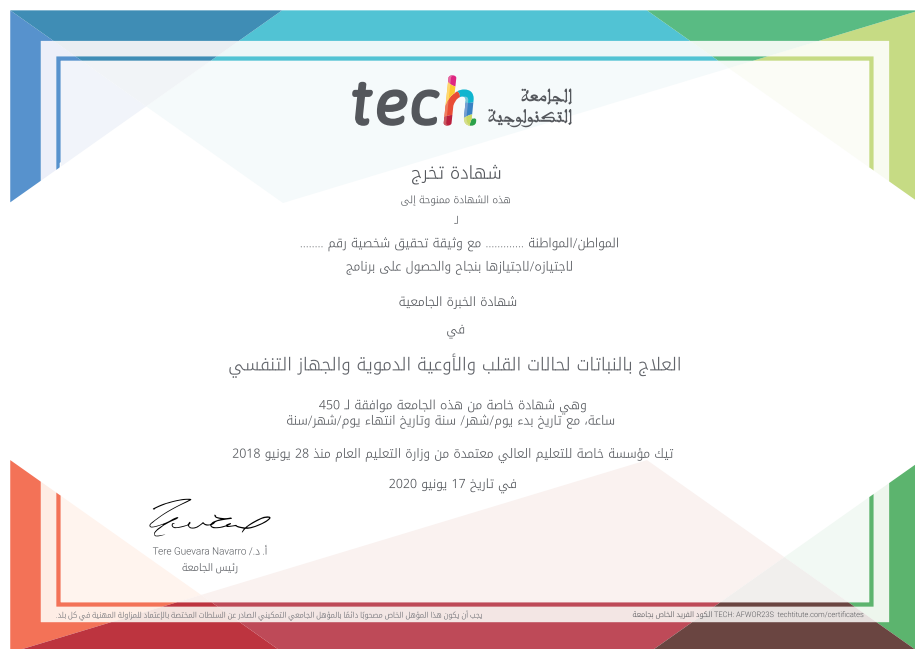 tech الجامعة
التكنولوجية
شهادة تخرج
هذه الشهادة ممنوحة إلى
لـ
المواطن/المواطنة ............. مع وثيقة تحقيق شخصية رقم ........
لاجتيازه/لاجتيازها بنجاح والحصول على برنامج
شهادة الخبرة الجامعية
في
العلاج بالنباتات لحالات القلب والأوعية الدموية والجهاز التنفسي
وهي شهادة خاصة من هذه الجامعة موافقة لـ 450
ساعة، مع تاريخ بدء يوم/شهر/ سنة وتاريخ انتهاء يوم/شهر/سنة
تيك مؤسسة خاصة للتعليم العالي معتمدة من وزارة التعليم العام منذ 28 يونيو 2018
في تاريخ 17 يونيو 2020
أ. د./ Tere Guevara Navarro
رئيس الجامعة
يجب أن يكون هذا المؤهل الخاص مصحوبًا دائمًا بالمؤهل الجامعي التمكيني الصادر عن السلطات المختصة بالإعتماد للمزاولة المهنية في كل بلد.
الكود الفريد الخاص بجامعة TECH: AFWOR23S techtitute.com/certificates